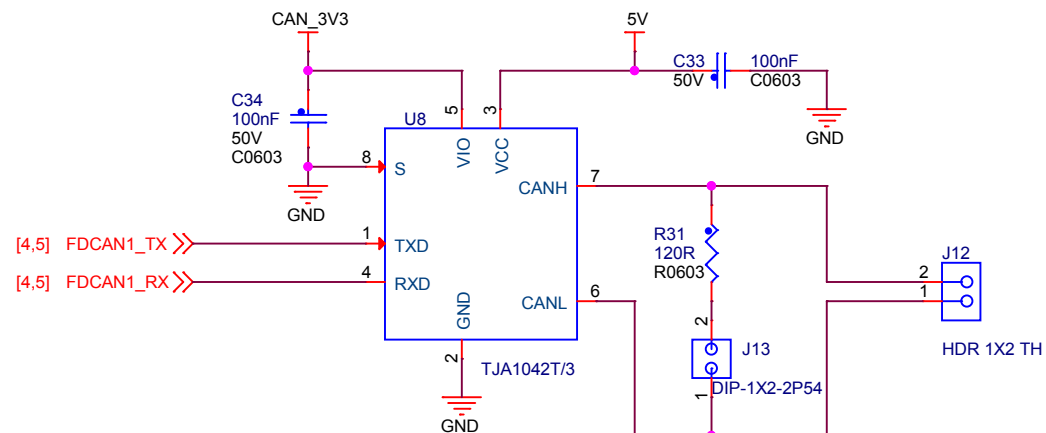 CAN_3V3
5V
C33
50V
100nF
C0603
GND
C34
100nF
50V
C0603
GND
U8
5
VIO
3
VCC
8
S
CANH
7
[4,5] FDCAN1_TX
1
TXD
[4,5] FDCAN1_RX
4
RXD
CANL
6
GND
2
TJA1042T/3
GND
R31
120R
R0603
2
J13
DIP-1X2-2P54
1
J12
2
1
HDR 1X2 TH